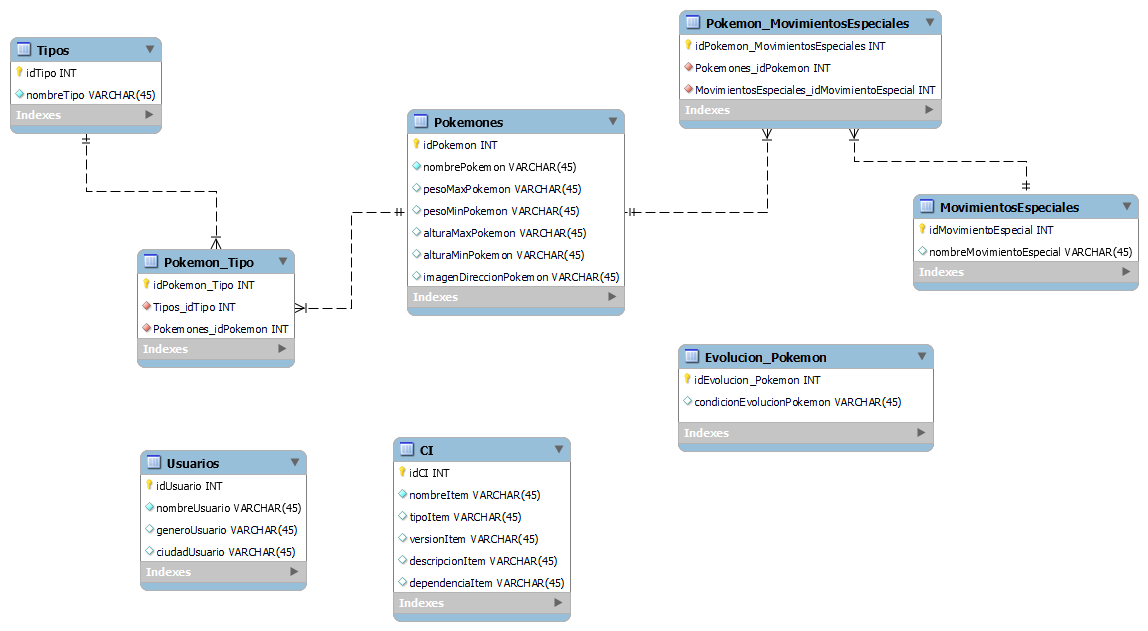 Tipos
idTipo INT
nombreTipo VARCHAR(45)
Indexes
Pokemon_MovimientosEspeciales
idPokemon_MovimientosEspeciales INT
Pokemones_idPokemon INT
MovimientosEspeciales_idMovimientoEspecial INT
Indexes
Pokemones
idPokemon INT
nombrePokemon VARCHAR(45)
pesoMaxPokemon VARCHAR(45)
pesoMinPokemon VARCHAR(45)
alturaMaxPokemon VARCHAR(45)
alturaMinPokemon VARCHAR(45)
imagenDireccionPokemon VARCHAR(45)
Indexes
MovimientosEspeciales
idMovimientoEspecial INT
nombreMovimientoEspecial VARCHAR(45)
Indexes
Pokemon_Tipo
idPokemon_Tipo INT
Tipos_idTipo INT
Pokemones_idPokemon INT
Indexes
Evolucion_Pokemon
idEvolucion_Pokemon INT
condicionEvolucionPokemon VARCHAR(45)
Indexes
Usuarios
idUsuario INT
nombreUsuario VARCHAR(45)
generoUsuario VARCHAR(45)
ciudadUsuario VARCHAR(45)
Indexes
CI
idCI INT
nombreItem VARCHAR(45)
tipoItem VARCHAR(45)
versionItem VARCHAR(45)
descripcionItem VARCHAR(45)
dependenciaItem VARCHAR(45)
Indexes